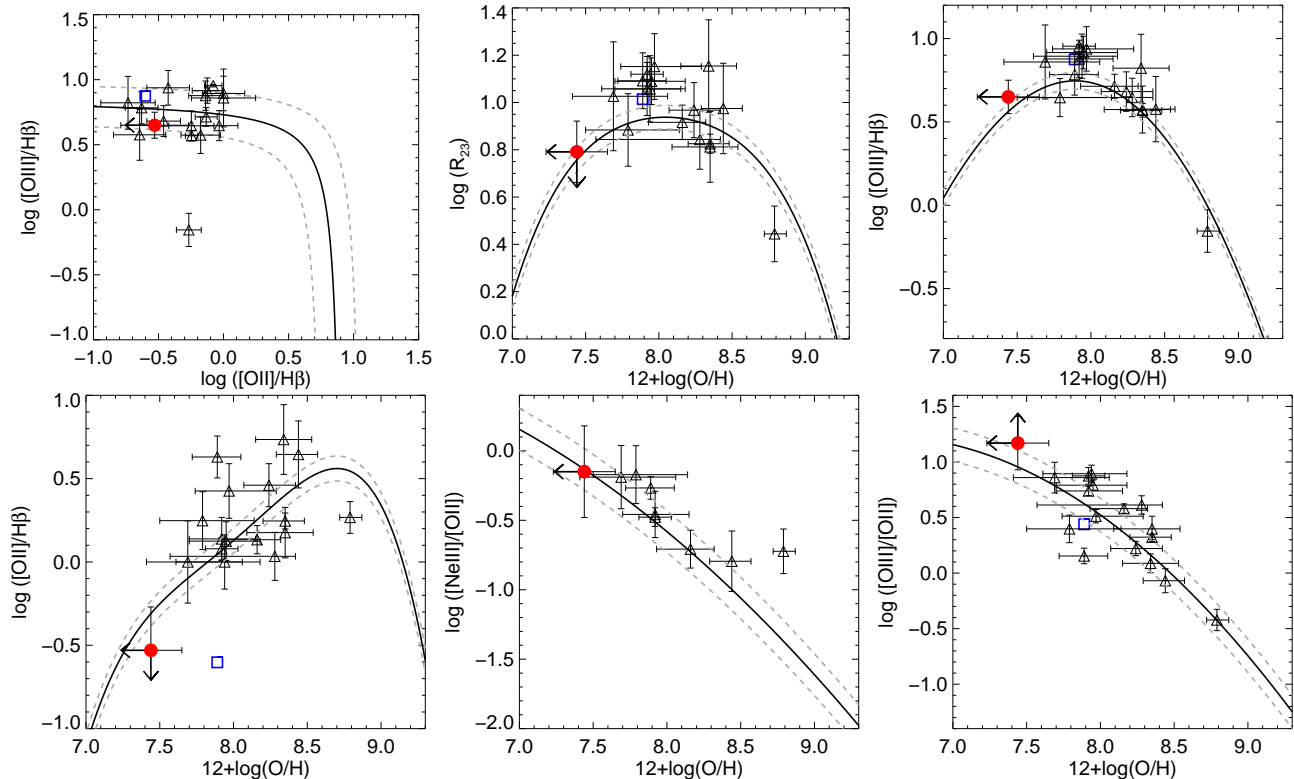 1.5
1.0
0.5
0.0
−0.5
−1.0
log ([OIII]/Hβ)
−1.0 −0.5 0.0 0.5 1.0 1.5
log ([OII]/Hβ)
1.4
1.2
1.0
0.8
0.6
0.4
0.2
0.0
log (R23)
7.0 7.5 8.0 8.5 9.0
12+log(O/H)
1.0
0.5
0.0
−0.5
log ([OIII]/Hβ)
7.0 7.5 8.0 8.5 9.0
12+log(O/H)
1.0
0.5
0.0
−0.5
−1.0
log ([OII]/Hβ)
7.0 7.5 8.0 8.5 9.0
12+log(O/H)
0.0
−0.5
−1.0
−1.5
−2.0
log ([NeIII]/[OII])
7.0 7.5 8.0 8.5 9.0
12+log(O/H)
1.5
1.0
0.5
0.0
−0.5
−1.0
log ([OIII]/[OII])
7.0 7.5 8.0 8.5 9.0
12+log(O/H)